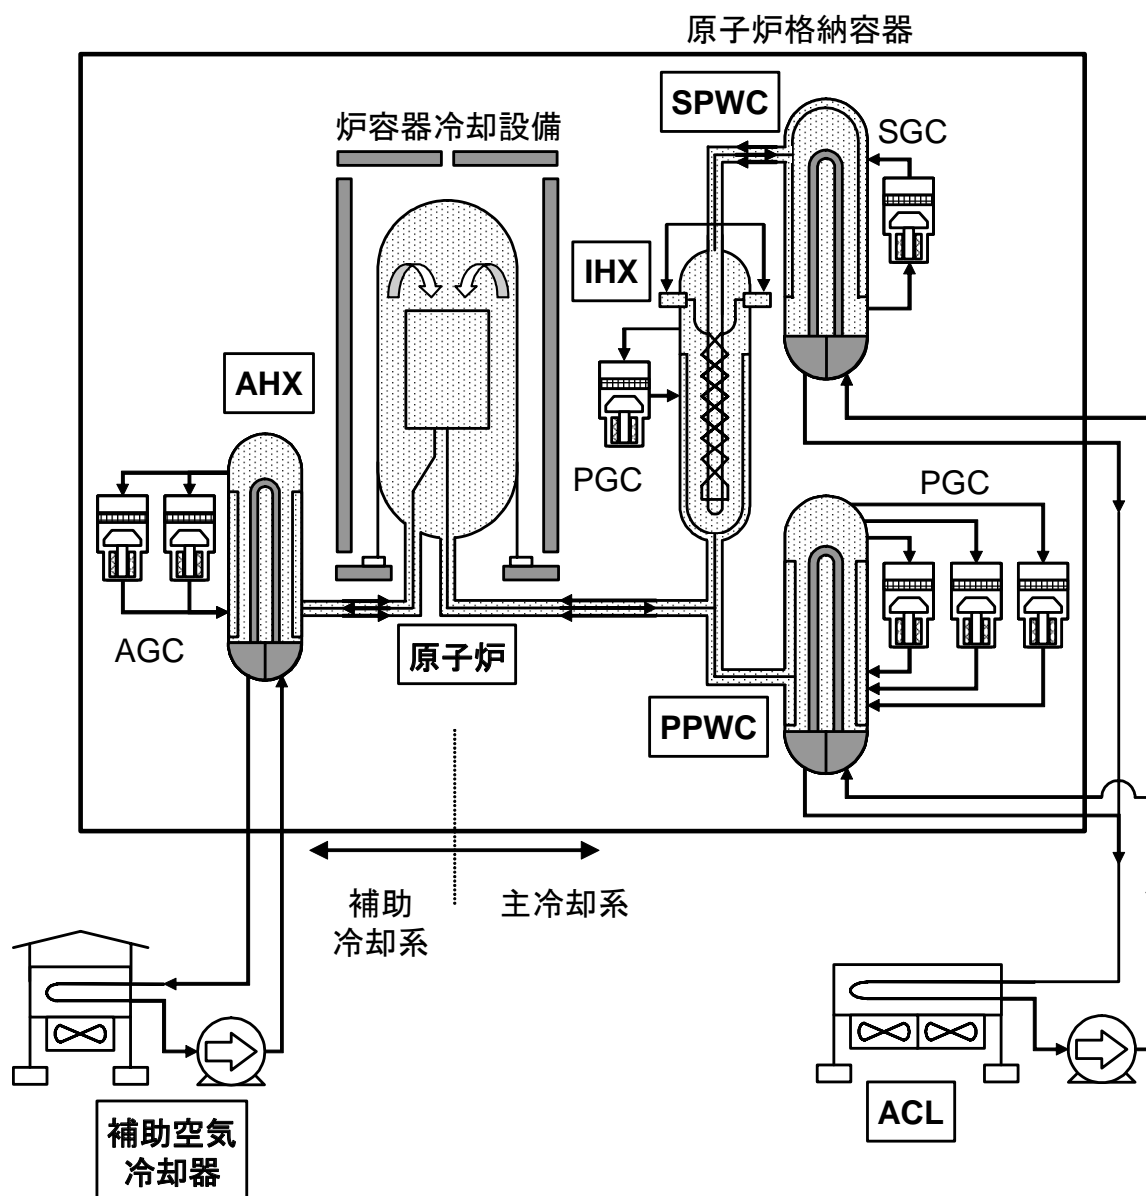 原子炉格納容器
SPWC
炉容器冷却設備
SGC
IHX
AHX
PGC
PGC
AGC
原子炉
PPWC
補助
冷却系
主冷却系
ACL
補助空気
冷却器